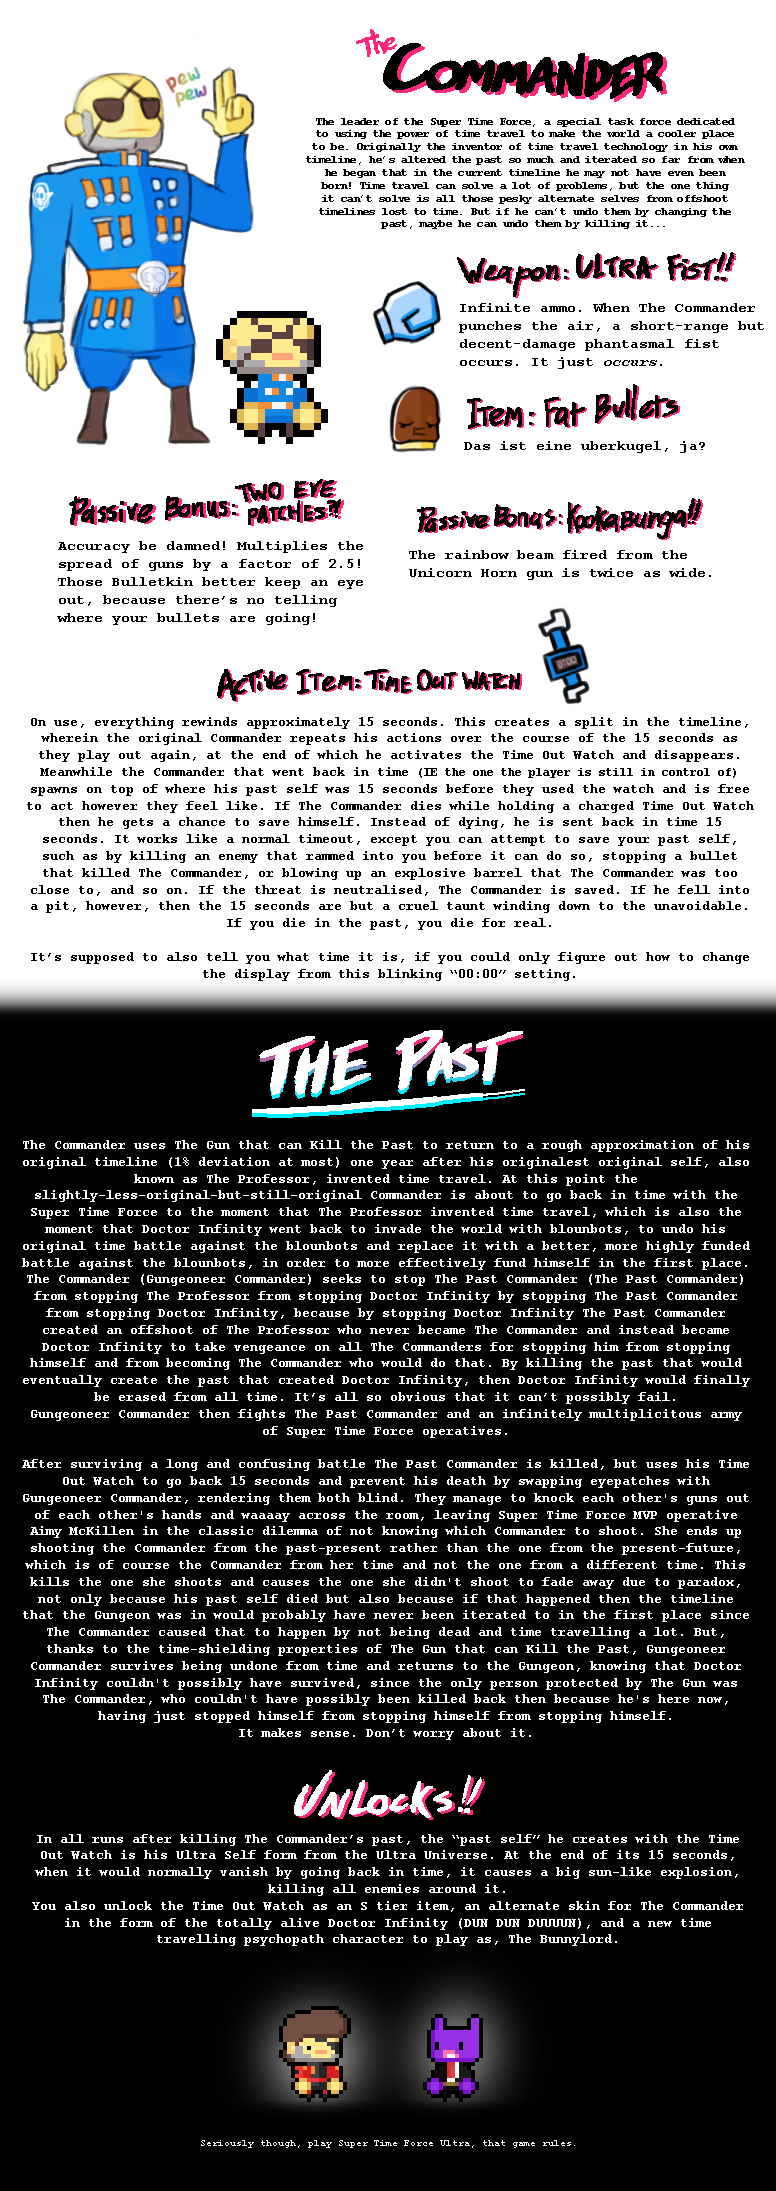 pew
pew
The
COMMANDER
The leader of the Super Time Force, a special task force dedicated
to using the power of time travel to make the world a cooler place
to be. Originally the inventor of time travel technology in his own
timeline, he's altered the past so much and iterated so far from when
he began that in the current timeline he may not have even been
born! Time travel can solve a lot of problems, but the one thing
it can't solve is all those pesky alternate selves from offshoot
timelines lost to time. But if he can't undo them by changing the
past, maybe he can undo them by killing it...
Weapon: ULTRA FIST!!
Infinite ammo. When The Commander
punches the air, a short-range but
decent-damage phantasmal fist
occurs. It just occurs.
Item: Fat Bullets
Das ist eine uberkugel, ja?
Passive Bonus: TWO EYE
PATCHES?!
Accuracy be damned! Multiplies the
spread of guns by a factor of 2.5!
Those Bulletkin better keep an eye
out, because there's no telling
where your bullets are going!
Passive Bonus: Kookabunga!!
The rainbow beam fired from the
Unicorn Horn gun is twice as wide.
Active Item: Time Out Watch
On use, everything rewinds approximately 15 seconds. This creates a split in the timeline,
wherein the original Commander repeats his actions over the course of the 15 seconds as
they play out again, at the end of which he activates the Time Out Watch and disappears.
Meanwhile the Commander that went back in time (IE the one the player is still in control of)
spawns on top of where his past self was 15 seconds before they used the watch and is free
to act however they feel like. If The Commander dies while holding a charged Time Out Watch
then he gets a chance to save himself. Instead of dying, he is sent back in time 15
seconds. It works like a normal timeout, except you can attempt to save your past self,
such as by killing an enemy that rammed into you before it can do so, stopping a bullet
that killed The Commander, or blowing up an explosive barrel that The Commander was too
close to, and so on. If the threat is neutralised, The Commander is saved. If he fell into
a pit, however, then the 15 seconds are but a cruel taunt winding down to the unavoidable.
If you die in the past, you die for real.
It's supposed to also tell you what time it is, if you could only figure out how to change
the display from this blinking "00:00" setting.
THE PAST
The Commander uses The Gun that can Kill the Past to return to a rough approximation of his
original timeline (1% deviation at most) one year after his originalest original self, also
known as The Professor, invented time travel. At this point the
slightly-less-original-but-still-original Commander is about to go back in time with the
Super Time Force to the moment that The Professor invented time travel, which is also the
moment that Doctor Infinity went back to invade the world with blounbots, to undo his
original time battle against the blounbots and replace it with a better, more highly funded
battle against the blounbots, in order to more effectively fund himself in the first place.
The Commander (Gungeoneer Commander) seeks to stop The Past Commander (The Past Commander)
from stopping The Professor from stopping Doctor Infinity by stopping The Past Commander
from stopping Doctor Infinity, because by stopping Doctor Infinity The Past Commander
created an offshoot of The Professor who never became The Commander and instead became
Doctor Infinity to take vengeance on all The Commanders for stopping him from stopping
himself and from becoming The Commander who would do that. By killing the past that would
eventually create the past that created Doctor Infinity, then Doctor Infinity would finally
be erased from all time. It's all so obvious that it can't possibly fail.
Gungeoneer Commander then fights The Past Commander and an infinitely multiplicitous army
of Super Time Force operatives.
After surviving a long and confusing battle The Past Commander is killed, but uses his Time
Out Watch to go back 15 seconds and prevent his death by swapping eyepatches with
Gungeoneer Commander, rendering them both blind. They manage to knock each other's guns out
of each other's hands and waaaay across the room, leaving Super Time Force MVP operative
Aimy McKillen in the classic dilemma of not knowing which Commander to shoot. She ends up
shooting the Commander from the past-present rather than the one from the present-future,
which is of course the Commander from her time and not the one from a different time. This
kills the one she shoots and causes the one she didn't shoot to fade away due to paradox,
not only because his past self died but also because if that happened then the timeline
that the Gungeon was in would probably have never been iterated to in the first place since
The Commander caused that to happen by not being dead and time travelling a lot. But,
thanks to the time-shielding properties of The Gun that can Kill the Past, Gungeoneer
Commander survives being undone from time and returns to the Gungeon, knowing that Doctor
Infinity couldn't possibly have survived, since the only person protected by The Gun was
The Commander, who couldn't have possibly been killed back then because he's here now,
having just stopped himself from stopping himself from stopping himself.
It makes sense. Don't worry about it.
UNLocks!!
In all runs after killing The Commander's past, the "past self" he creates with the Time
Out Watch is his Ultra Self form from the Ultra Universe. At the end of its 15 seconds,
when it would normally vanish by going back in time, it causes a big sun-like explosion,
killing all enemies around it.
You also unlock the Time Out Watch as an S tier item, an alternate skin for The Commander
in the form of the totally alive Doctor Infinity (DUN DUN DUUUUN), and a new time
travelling psychopath character to play as, The Bunnylord.
Seriously though, play Super Time Force Ultra, that game rules.